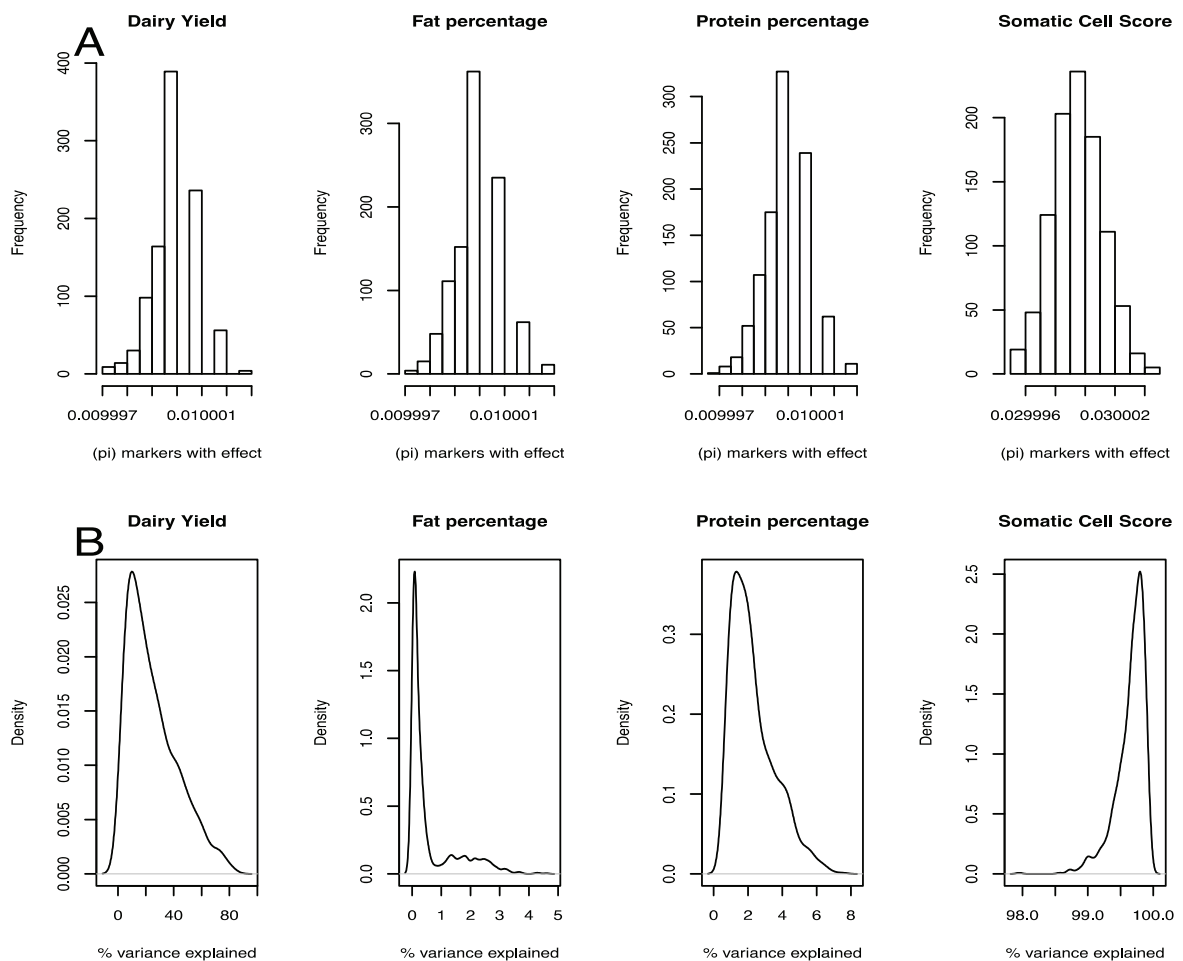 A
Dairy Yield
Frequency
0 100 200 300 400
0.009997 0.010001
(pi) markers with effect
Fat percentage
Frequency
0 100 200 300
0.009997 0.010001
(pi) markers with effect
Protein percentage
Frequency
0 50 100 150 200 250 300
0.009997 0.010001
(pi) markers with effect
Somatic Cell Score
Frequency
0 50 100 150 200
0.029996 0.030002
(pi) markers with effect
B
Dairy Yield
Density
0.000 0.005 0.010 0.015 0.020 0.025
0 40 80
% variance explained
Fat percentage
Density
0.0 0.5 1.0 1.5 2.0
0 1 2 3 4 5
% variance explained
Protein percentage
Density
0.0 0.1 0.2 0.3
0 2 4 6 8
% variance explained
Somatic Cell Score
Density
0.0 0.5 1.0 1.5 2.0 2.5
98.0 99.0 100.0
% variance explained